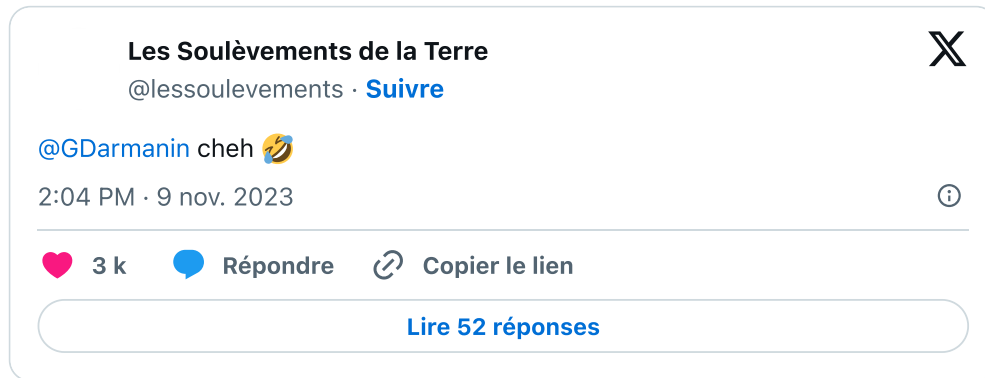 Les Soulèvements de la Terre
@lessoulevements · Suivre
@GDarmanin cheh 🤣
2:04 PM · 9 nov. 2023
3 k Répondre Copier le lien
Lire 52 réponses